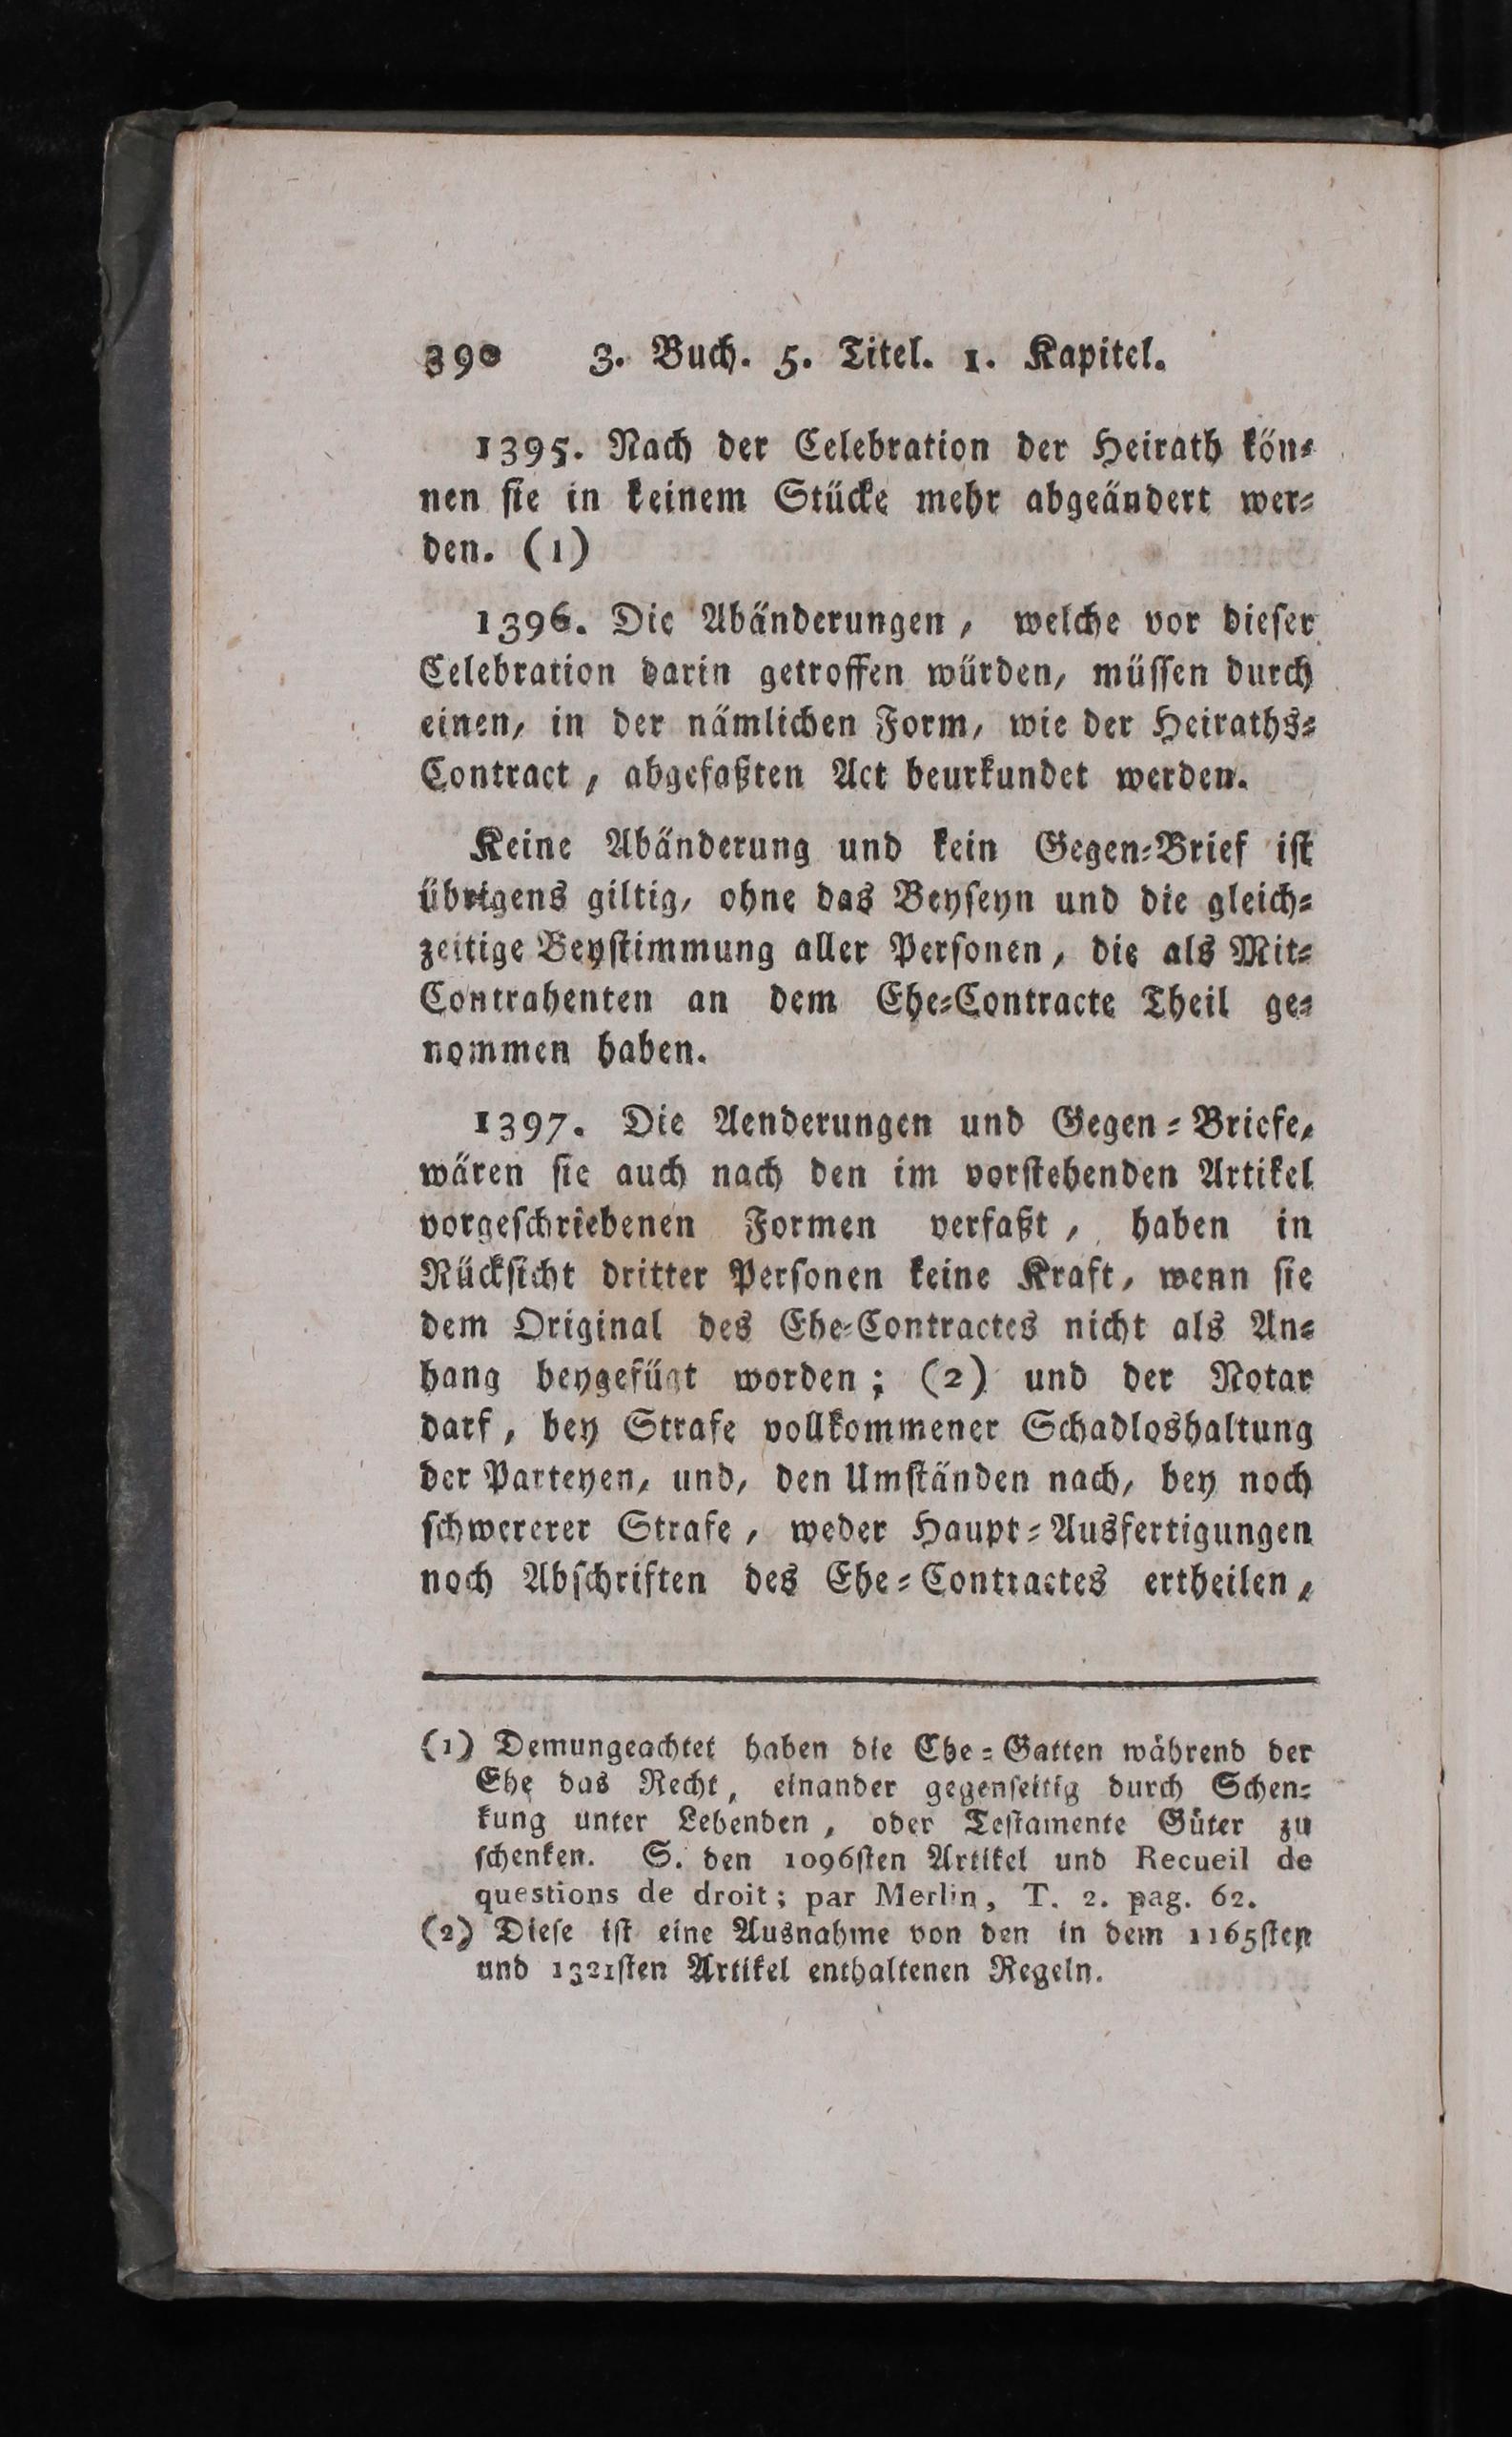 390 3. Buch. 5. Titel. 1. Kapitel.
1395. Nach der Celebration der Heirath kön⸗
nen ſie in keinem Stücke mehr abgeändert wer⸗
den. (1)
1396. Die Abänderungen, welche vor dieſer
Celebration darin getroffen würden, müſſen durch
einen, in der nämlichen Form, wie der Heiraths⸗
Contract, abgefaßten Act beurkundet werden.
Keine Abänderung und kein Gegen⸗Brief iſt
übrigens giltig, ohne das Beyſeyn und die gleich⸗
zeitige Beyſtimmung aller Perſonen, die als Mit⸗
Contrahenten an dem Ehe⸗Contracte Theil ge⸗
nommen haben.
1397. Die Aenderungen und Gegen⸗Briefe,
wären ſie auch nach den im vorſtehenden Artikel
vorgeſchriebenen Formen verfaßt, haben in
Rückſicht dritter Perſonen keine Kraft, wenn ſie
dem Original des Ehe⸗Contractes nicht als An⸗
hang beygefügt worden; (2) und der Notar
darf, bey Strafe vollkommener Schadloshaltung
der Parteyen, und, den Umſtänden nach, bey noch
ſchwererer Strafe, weder Haupt⸗Ausfertigungen
noch Abſchriften des Ehe⸗Contractes ertheilen,
(1) Demungeachtet haben die Ehe⸗Gatten während der
Ehe das Recht, einander gegenſeitig durch Schen⸗
kung unter Lebenden, oder Teſtamente Güter zu
ſchenken. S. den 1096ſten Artikel und Recueil de
questions de droit; par Merlin, T. 2. pag. 62.
(2) Dieſe iſt eine Ausnahme von den in dem 1165ſten
und 1321ſten Artikel enthaltenen Regeln.